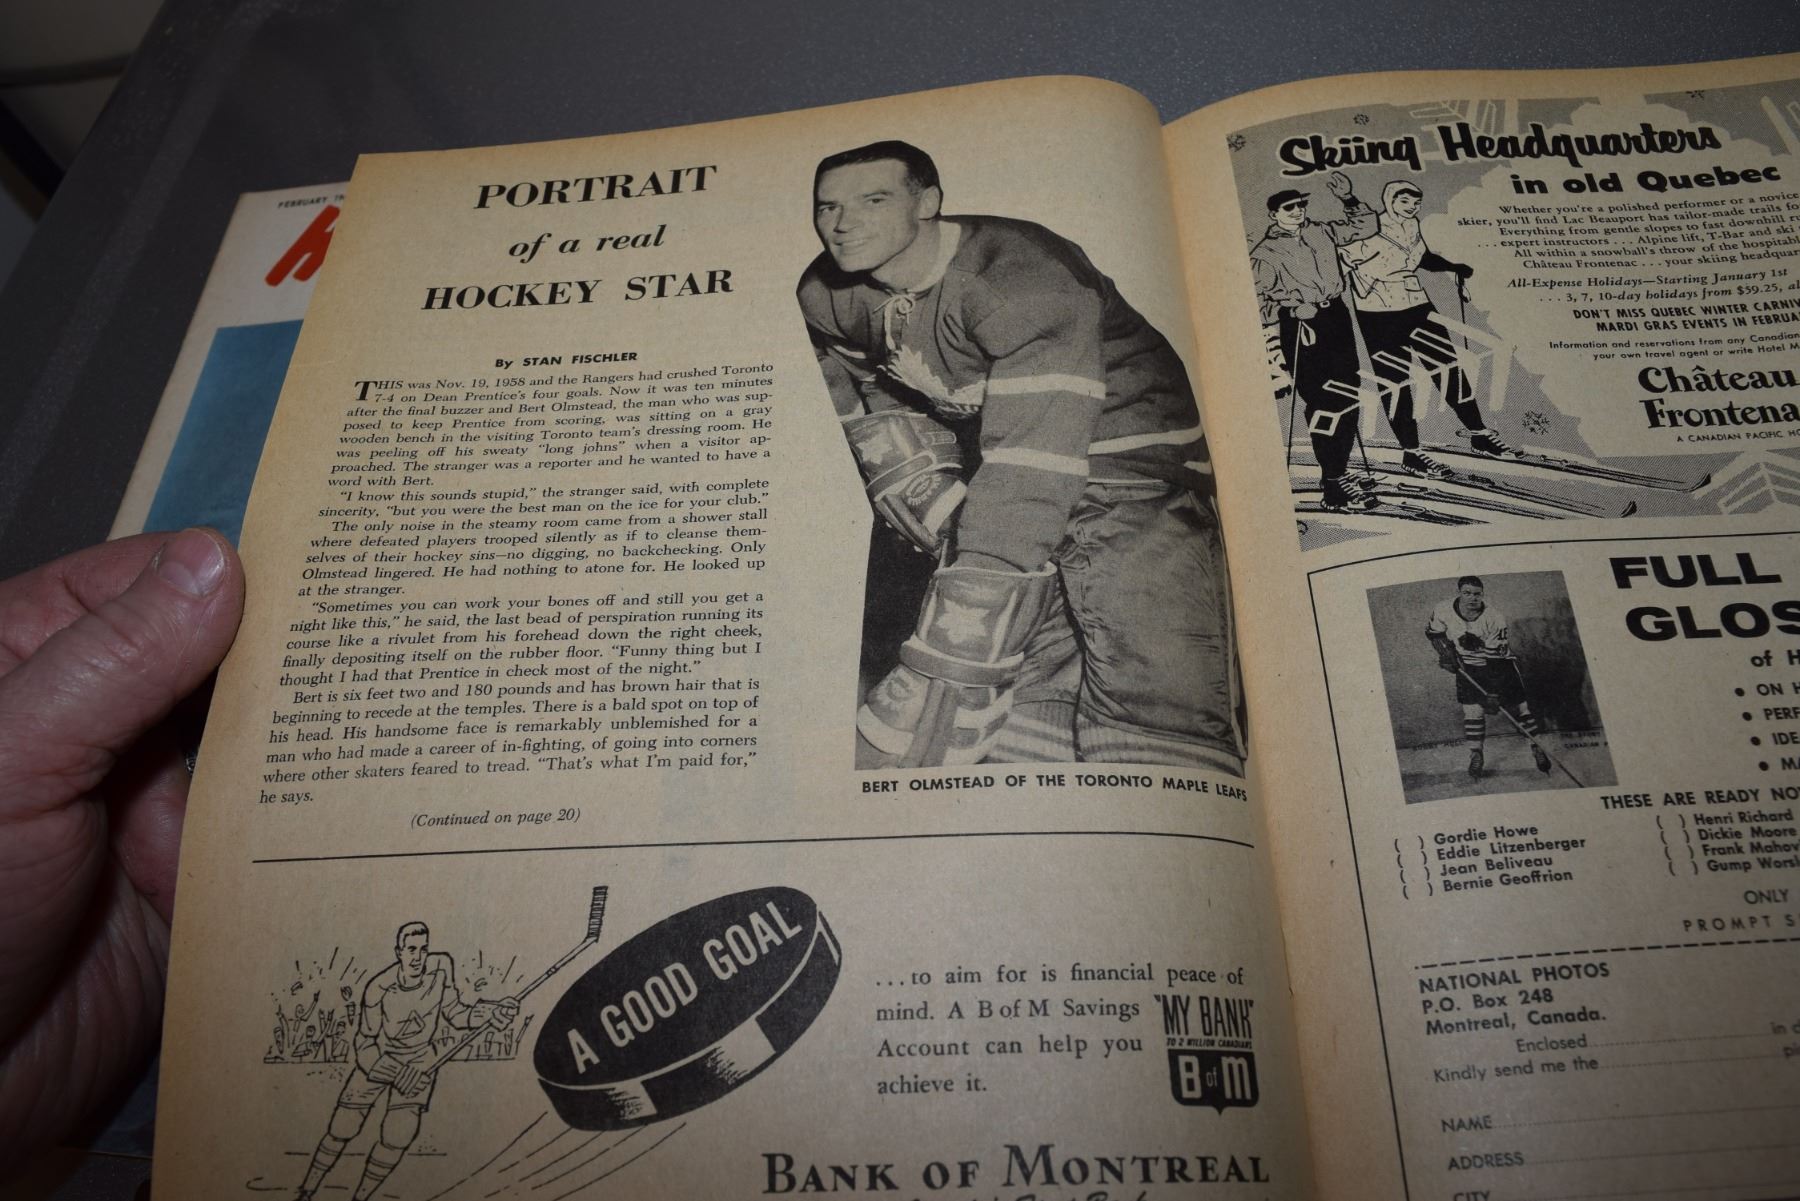 FEBRUARY
PORTRAIT
of a real
HOCKEY STAR
By STAN FISCHLER
THIS was Nov. 19, 1958 and the Rangers had crushed Toronto
7-4 on Dean Prentice's four goals. Now it was ten minutes
after the final buzzer and Bert Olmstead, the man who was sup-
posed to keep Prentice from scoring, was sitting on a gray
wooden bench in the visiting Toronto team's dressing room. He
was peeling off his sweaty "long johns" when a visitor ap-
proached. The stranger was a reporter and he wanted to have a
word with Bert.
"I know this sounds stupid," the stranger said, with complete
sincerity, "but you were the best man on the ice for your club."
The only noise in the steamy room came from a shower stall
where defeated players trooped silently as if to cleanse them-
selves of their hockey sins—no digging, no backchecking. Only
Olmstead lingered. He had nothing to atone for. He looked up
at the stranger.
"Sometimes you can work your bones off and still you get a
night like this," he said, the last bead of perspiration running its
course like a rivulet from his forehead down the right cheek,
finally depositing itself on the rubber floor. "Funny thing but I
thought I had that Prentice in check most of the night."
Bert is six feet two and 180 pounds and has brown hair that is
beginning to recede at the temples. There is a bald spot on top of
his head. His handsome face is remarkably unblemished for a
man who had made a career of in-fighting, of going into corners
where other skaters feared to tread. "That's what I'm paid for,"
he says.
(Continued on page 20)
BERT OLMSTEAD OF THE TORONTO MAPLE LEAFS
A GOOD GOAL
...to aim for is financial peace of
mind. A B of M Savings
Account can help you
achieve it.
"MY BANK"
TO 2 MILLION CANADIANS
B of M
BANK OF MONTREAL
Skiing Headquarters
in old Quebec
Whether you're a polished performer or a novice
skier, you'll find Lac Beauport has tailor-made trails
Everything from gentle slopes to fast downhill
... expert instructors ... Alpine lift, T-Bar and ski
All within a snowball's throw of the
Château Frontenac ... your skiing
All-Expense Holidays—Starting January 1st
... 3, 7, 10-day holidays from $59.25,
DON'T MISS QUEBEC WINTER
MARDI GRAS EVENTS IN
Information and reservations from any Canadian
your own travel agent or write Hotel
Château
A CANADIAN PACIFIC
FULL
of
• ON
•
•
•
BOBBY HULL
THESE ARE READY
( ) Gordie Howe
( ) Eddie Litzenberger
( ) Jean Beliveau
( ) Bernie Geoffrion
( ) Henri Richard
( ) Dickie Moore
( ) Frank
( ) Gump
ONLY
PROMPT
NATIONAL PHOTOS
P.O. Box 248
Montreal, Canada.
Enclosed
in
Kindly send me the
NAME
ADDRESS
CITY